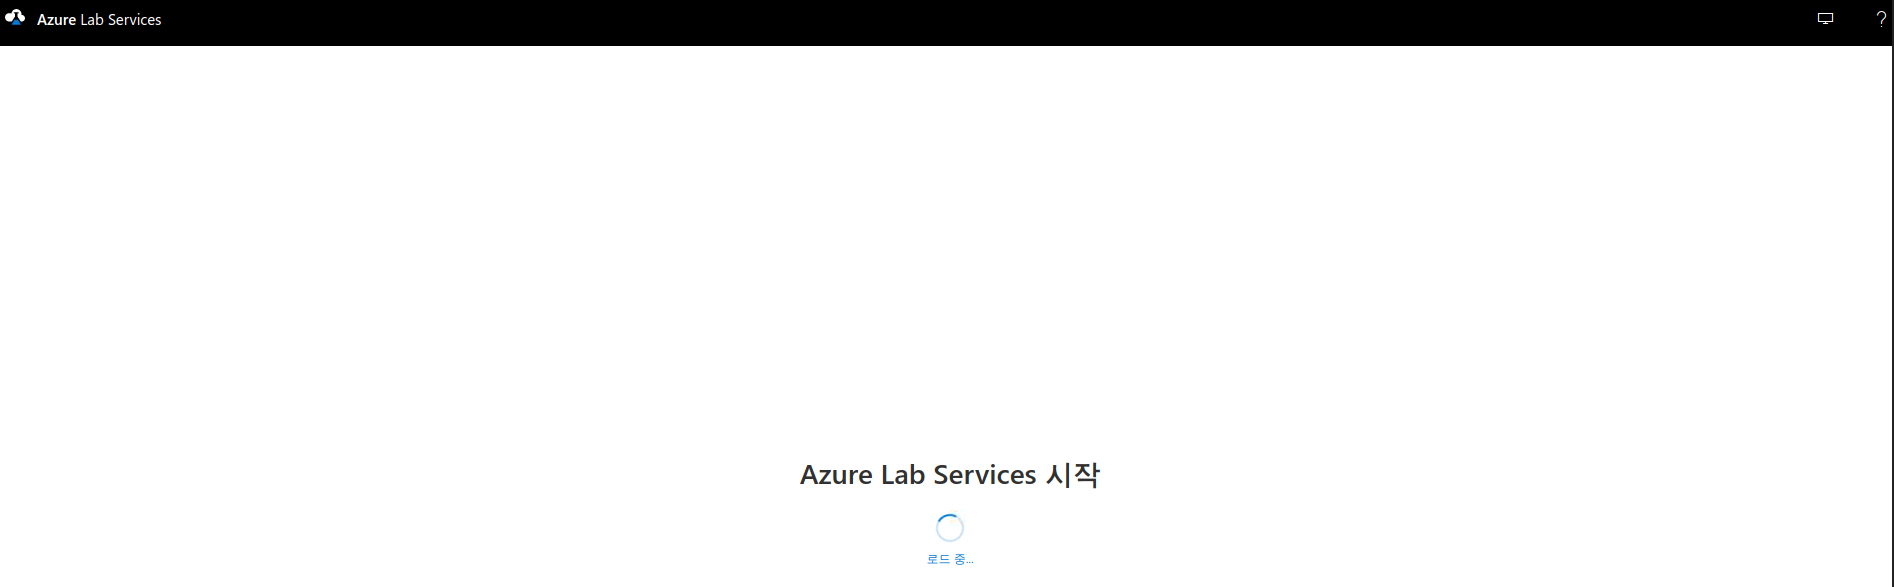 Azure Lab Services
Azure Lab Services 시작
로드 중...